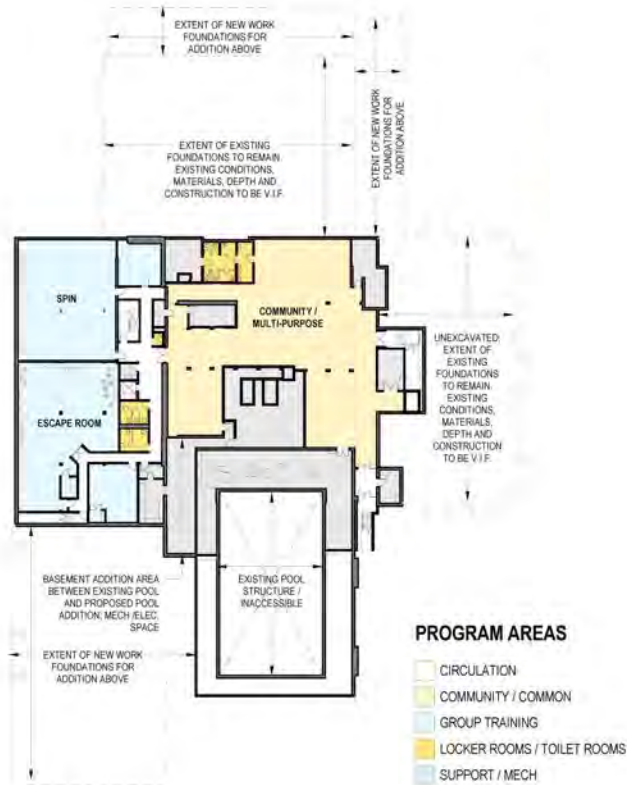 EXTENT OF NEW WORK
FOUNDATIONS FOR
ADDITION ABOVE
EXTENT OF NEW WORK
FOUNDATIONS FOR
ADDITION ABOVE
EXTENT OF EXISTING
FOUNDATIONS TO REMAIN
EXISTING CONDITIONS,
MATERIALS, DEPTH AND
CONSTRUCTION TO BE V.I.F.
SPIN
COMMUNITY /
MULTI-PURPOSE
UNEXCAVATED;
EXTENT OF
EXISTING
FOUNDATIONS
TO REMAIN
EXISTING
CONDITIONS,
MATERIALS,
DEPTH AND
CONSTRUCTION
TO BE V.I.F.
ESCAPE ROOM
BASEMENT ADDITION AREA
BETWEEN EXISTING POOL
AND PROPOSED POOL
ADDITION; MECH /ELEC.
SPACE
EXISTING POOL
STRUCTURE /
INACCESSIBLE
EXTENT OF NEW WORK
FOUNDATIONS FOR
ADDITION ABOVE
PROGRAM AREAS
CIRCULATION
COMMUNITY / COMMON
GROUP TRAINING
LOCKER ROOMS / TOILET ROOMS
SUPPORT / MECH